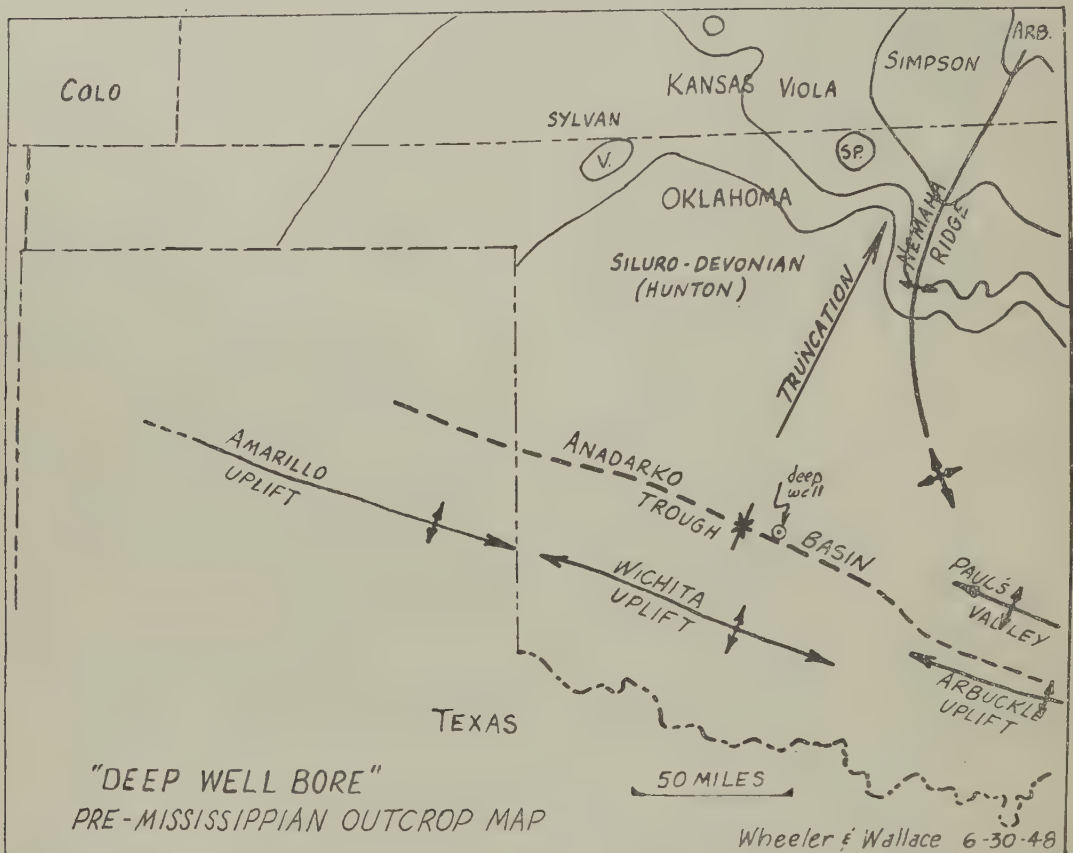 ARB.
COLO
SIMPSON
KANSAS
VIOLA
SYLVAN
V.
SP.
OKLAHOMA
NEMAHA
RIDGE
SILURO-DEVONIAN
(HUNTON)
TRUNCATION
AMARILLO
UPLIFT
ANADARKO
TROUGH
deep
well
BASIN
WICHITA
UPLIFT
PAUL'S
VALLEY
ARBUCKLE
UPLIFT
TEXAS
"DEEP WELL BORE"
PRE-MISSISSIPPIAN OUTCROP MAP
50 MILES
Wheeler & Wallace 6-30-48